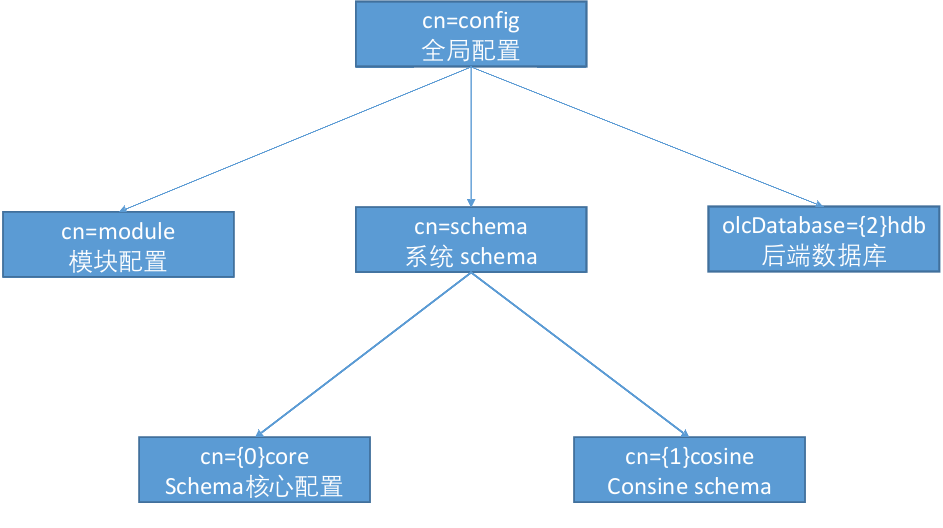 cn=config
全局配置
cn=module
模块配置
cn=schema
系统 schema
olcDatabase={2}hdb
后端数据库
cn={0}core
Schema核心配置
cn={1}cosine
Consine schema